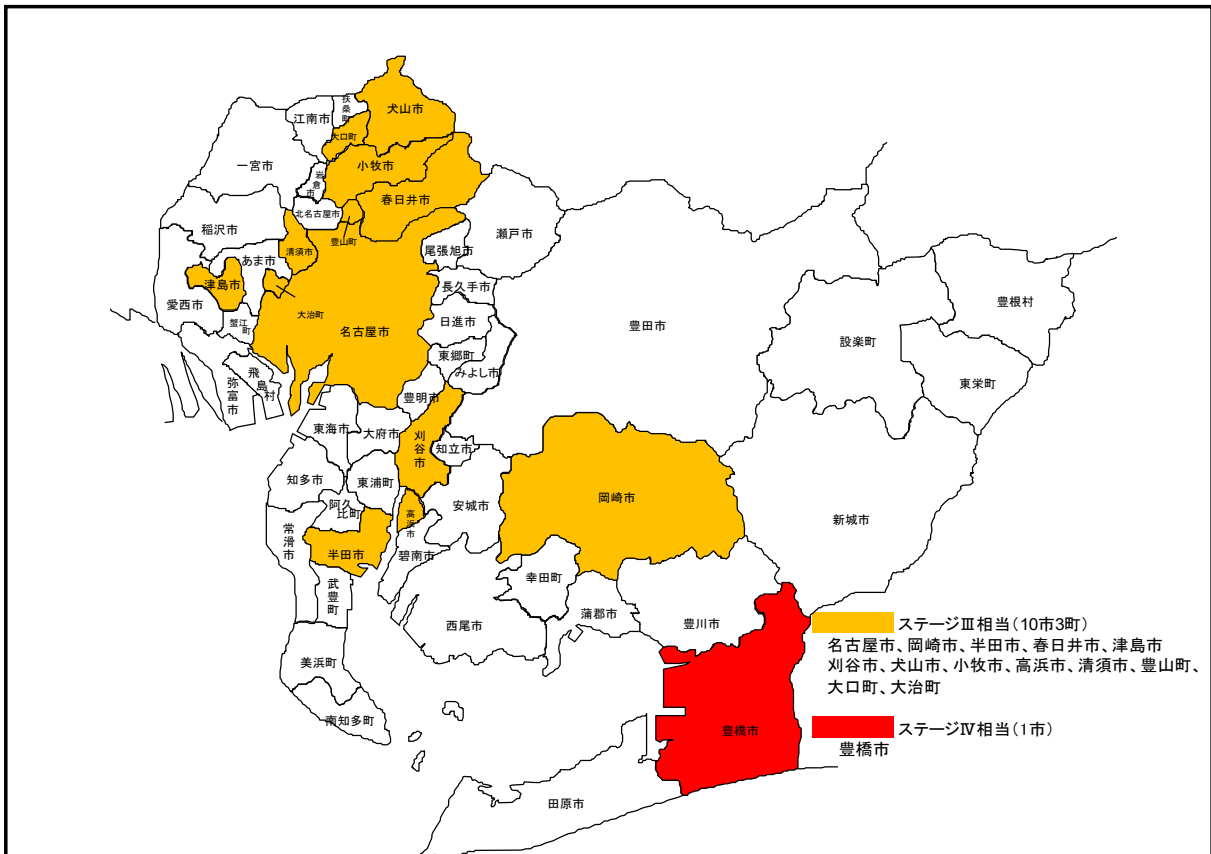 犬山市
扶桑町
江南市
大口町
小牧市
一宮市
岩倉市
春日井市
北名古屋市
稲沢市
豊山町
清須市
瀬戸市
尾張旭市
あま市
津島市
長久手市
愛西市
大治町
蟹江町
名古屋市
日進市
豊田市
設楽町
豊根村
東郷町
みよし市
東栄町
飛島村
弥富市
豊明市
東海市
大府市
刈谷市
知立市
知多市
東浦町
阿久比町
安城市
岡崎市
新城市
高浜市
常滑市
半田市
碧南市
幸田町
武豊町
蒲郡市
西尾市
豊川市
美浜町
南知多町
豊橋市
田原市
ステージⅢ相当(10市3町)
名古屋市、岡崎市、半田市、春日井市、津島市
刈谷市、犬山市、小牧市、高浜市、清須市、豊山町、
大口町、大治町
ステージⅣ相当(1市)
豊橋市